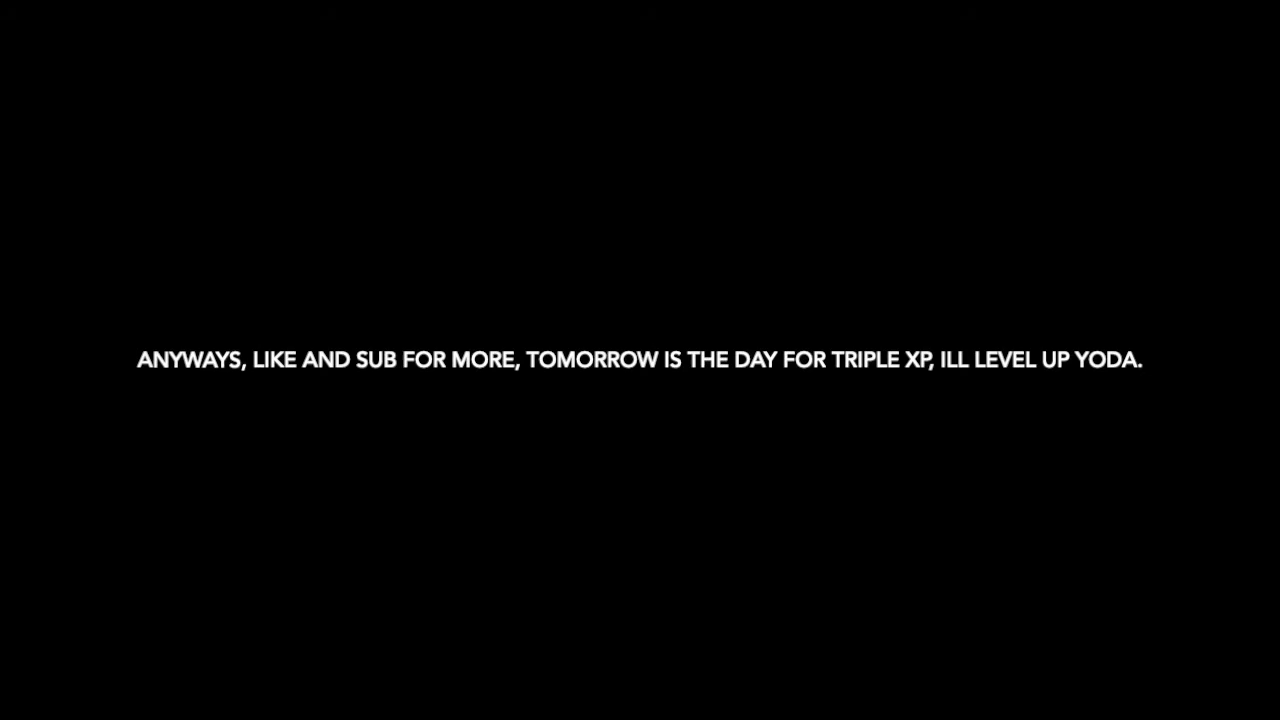 ANYWAYS, LIKE AND SUB FOR MORE, TOMORROW IS THE DAY FOR TRIPLE XP, ILL LEVEL UP YODA.